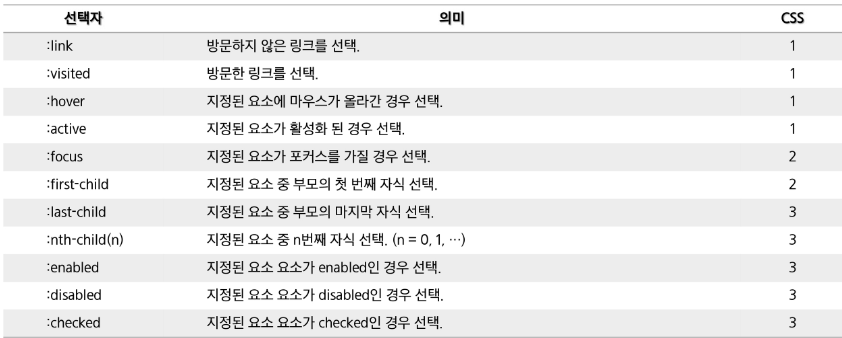 선택자 의미 CSS
:link 방문하지 않은 링크를 선택. 1
:visited 방문한 링크를 선택. 1
:hover 지정된 요소에 마우스가 올라간 경우 선택. 1
:active 지정된 요소가 활성화 된 경우 선택. 1
:focus 지정된 요소가 포커스를 가질 경우 선택. 2
:first-child 지정된 요소 중 부모의 첫 번째 자식 선택. 2
:last-child 지정된 요소 중 부모의 마지막 자식 선택. 3
:nth-child(n) 지정된 요소 중 n번째 자식 선택. (n = 0, 1, …) 3
:enabled 지정된 요소 요소가 enabled인 경우 선택. 3
:disabled 지정된 요소 요소가 disabled인 경우 선택. 3
:checked 지정된 요소 요소가 checked인 경우 선택. 3